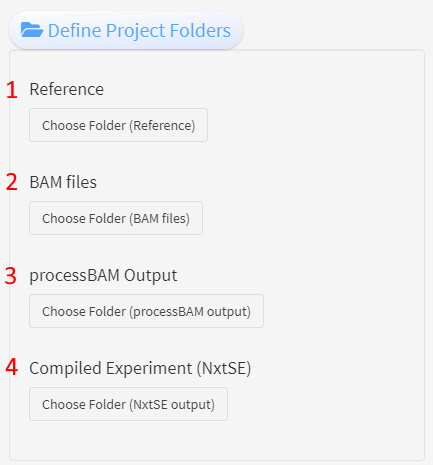 Define Project Folders
1 Reference
Choose Folder (Reference)
2 BAM files
Choose Folder (BAM files)
3 processBAM Output
Choose Folder (processBAM output)
4 Compiled Experiment (NxtSE)
Choose Folder (NxtSE output)